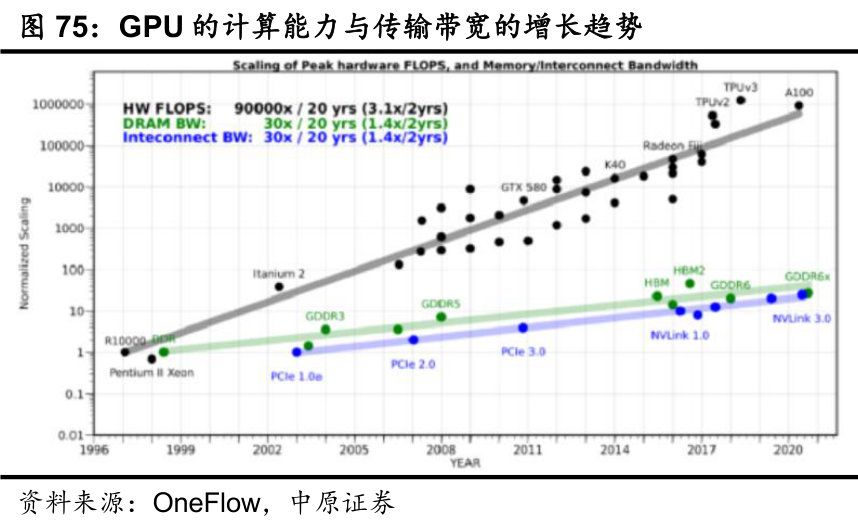 图 75：GPU 的计算能力与传输带宽的增长趋势
Scaling of Peak hardware FLOPS, and Memory/Interconnect Bandwidth
HW FLOPS: 90000x / 20 yrs (3.1x/2yrs)
DRAM BW: 30x / 20 yrs (1.4x/2yrs)
Inteconnect BW: 30x / 20 yrs (1.4x/2yrs)
TPUv3
TPUv2
A100
Radeon Fiji
K40
GTX 580
Itanium 2
HBM2
HBM
GDDR6
GDDR6x
GDDR3
GDDR5
R10000
DDR
Pentium II Xeon
PCIe 1.0a
PCIe 2.0
PCIe 3.0
NVLink 1.0
NVLink 3.0
Normalized Scaling
1000000
100000
10000
1000
100
10
1
0.1
0.01
1996 1999 2002 2005 2008 2011 2014 2017 2020
YEAR
资料来源：OneFlow，中原证券